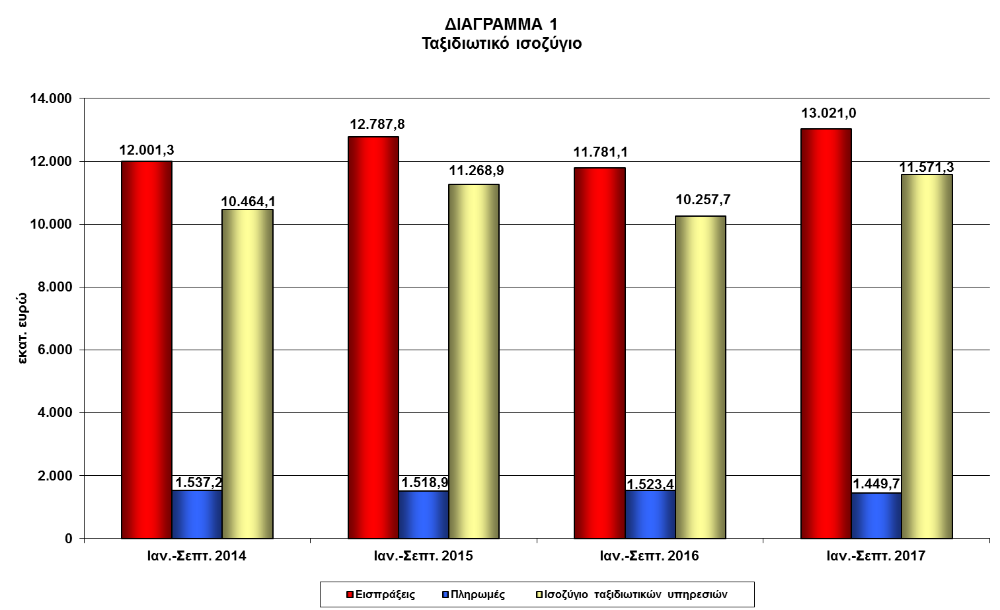 ΔΙΑΓΡΑΜΜΑ 1
Ταξιδιωτικό ισοζύγιο
εκατ. ευρώ
14.000
12.000
10.000
8.000
6.000
4.000
2.000
0
12.001,3
1.537,2
10.464,1
12.787,8
1.518,9
11.268,9
11.781,1
1.523,4
10.257,7
13.021,0
1.449,7
11.571,3
Ιαν.-Σεπτ. 2014
Ιαν.-Σεπτ. 2015
Ιαν.-Σεπτ. 2016
Ιαν.-Σεπτ. 2017
Εισπράξεις
Πληρωμές
Ισοζύγιο ταξιδιωτικών υπηρεσιών